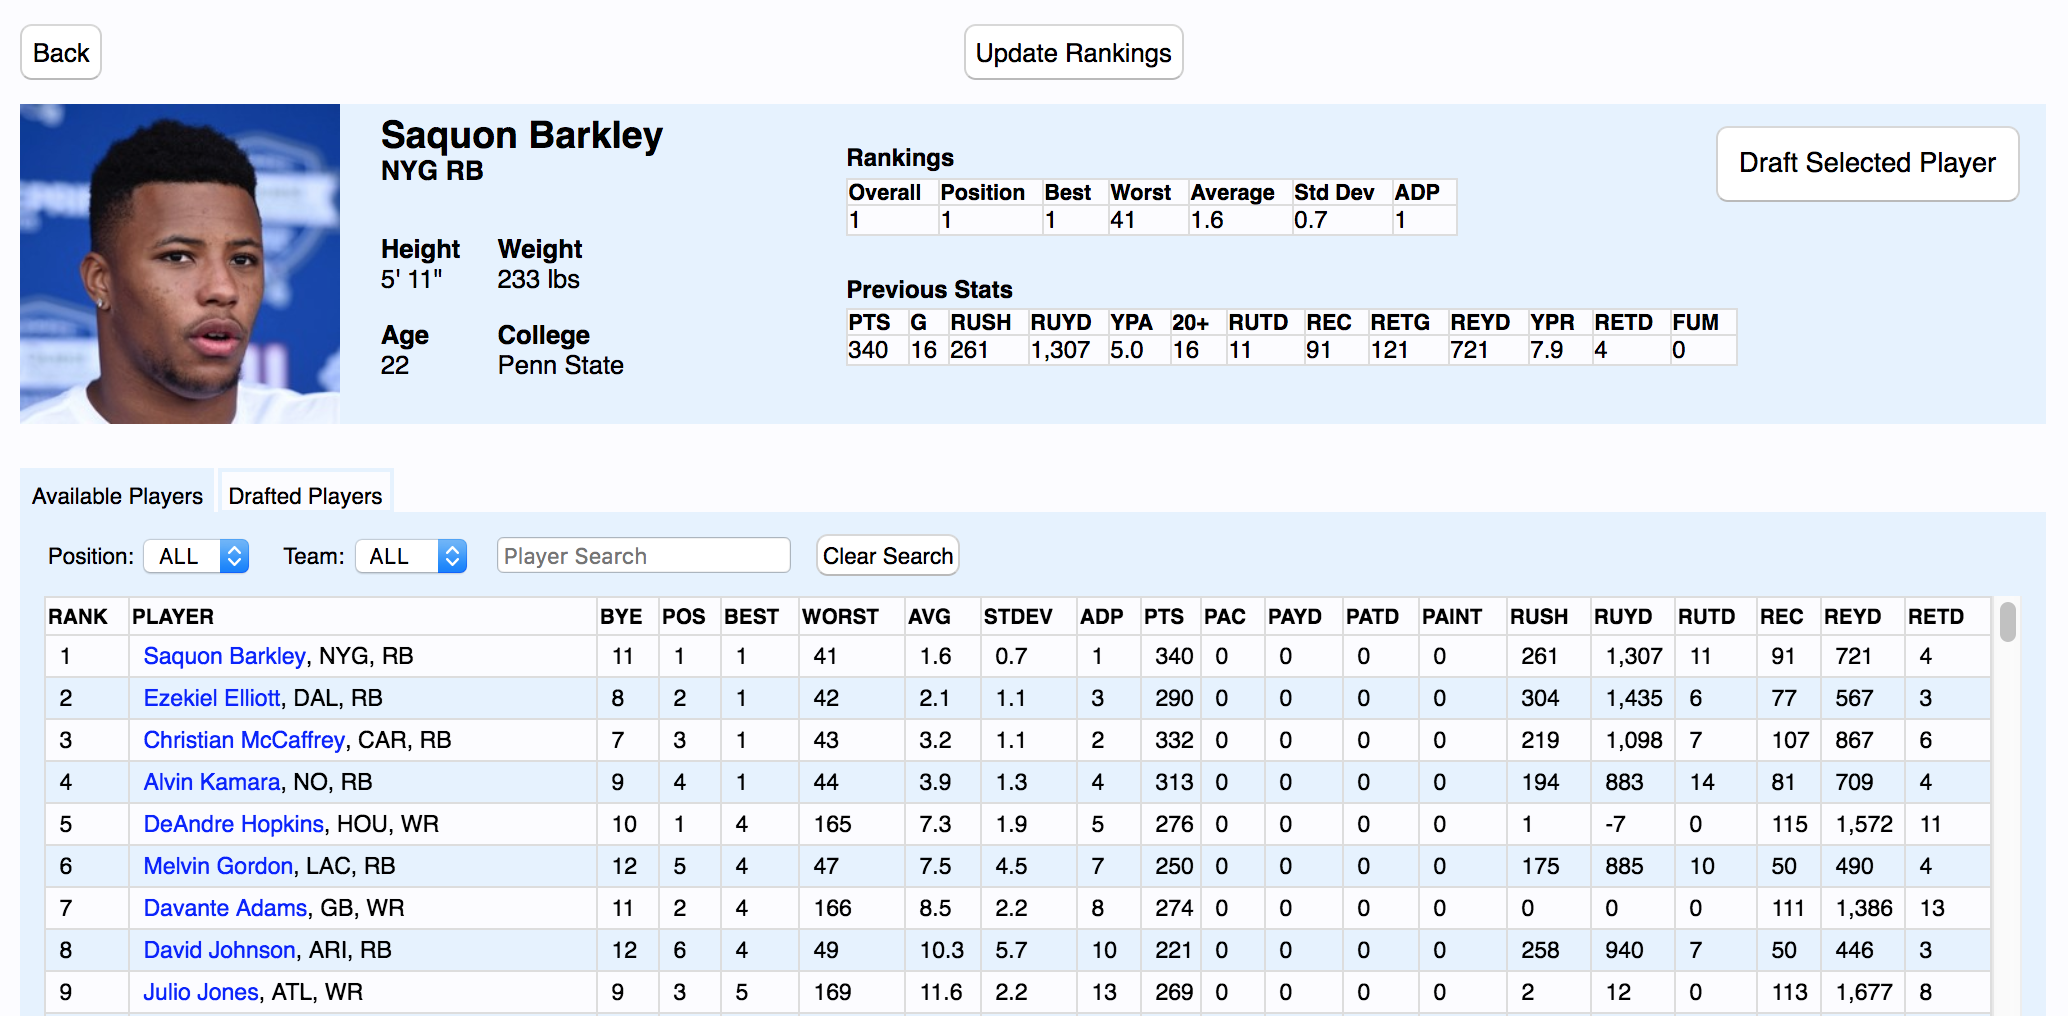 Back
Update Rankings
Saquon Barkley
NYG RB
Height Weight
5' 11" 233 lbs
Age College
22 Penn State
Rankings
Overall Position Best Worst Average Std Dev ADP
1 1 1 41 1.6 0.7 1
Previous Stats
PTS G RUSH RUYD YPA 20+ RUTD REC RETG REYD YPR RETD FUM
340 16 261 1,307 5.0 16 11 91 121 721 7.9 4 0
Draft Selected Player
Available Players Drafted Players
Position: ALL Team: ALL Player Search Clear Search
RANK PLAYER BYE POS BEST WORST AVG STDEV ADP PTS PAC PAYD PATD PAINT RUSH RUYD RUTD REC REYD RETD
1 Saquon Barkley, NYG, RB 11 1 1 41 1.6 0.7 1 340 0 0 0 0 261 1,307 11 91 721 4
2 Ezekiel Elliott, DAL, RB 8 2 1 42 2.1 1.1 3 290 0 0 0 0 304 1,435 6 77 567 3
3 Christian McCaffrey, CAR, RB 7 3 1 43 3.2 1.1 2 332 0 0 0 0 219 1,098 7 107 867 6
4 Alvin Kamara, NO, RB 9 4 1 44 3.9 1.3 4 313 0 0 0 0 194 883 14 81 709 4
5 DeAndre Hopkins, HOU, WR 10 1 4 165 7.3 1.9 5 276 0 0 0 0 1 -7 0 115 1,572 11
6 Melvin Gordon, LAC, RB 12 5 4 47 7.5 4.5 7 250 0 0 0 0 175 885 10 50 490 4
7 Davante Adams, GB, WR 11 2 4 166 8.5 2.2 8 274 0 0 0 0 0 0 0 111 1,386 13
8 David Johnson, ARI, RB 12 6 4 49 10.3 5.7 10 221 0 0 0 0 258 940 7 50 446 3
9 Julio Jones, ATL, WR 9 3 5 169 11.6 2.2 13 269 0 0 0 0 2 12 0 113 1,677 8